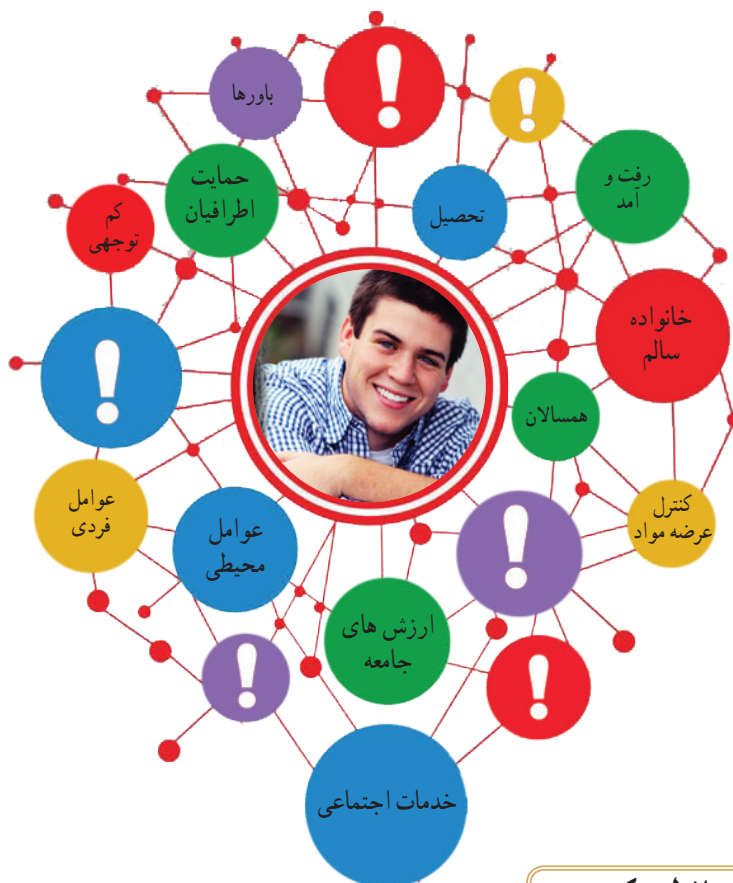 باورها
!
!
رفت و
آمد
حمایت
اطرافیان
تحصیل
کم
توجهی
خانواده
سالم
!
همسالان
عوامل
فردی
کنترل
عرضه مواد
عوامل
محیطی
!
ارزش های
جامعه
!
!
خدمات اجتماعی